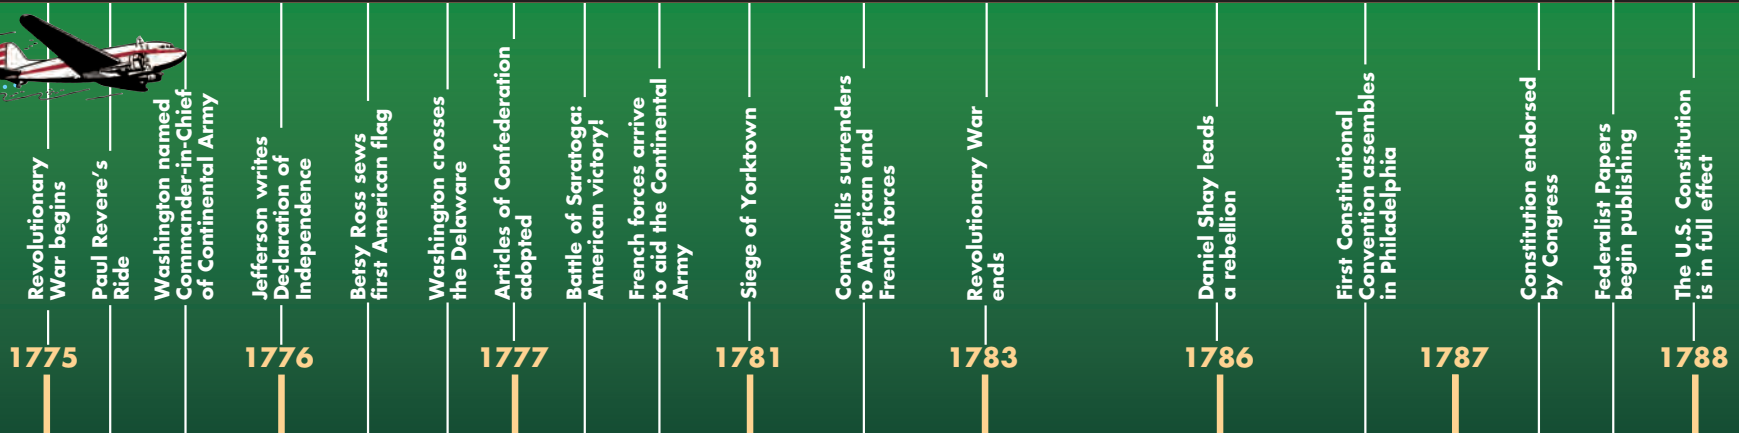 Revolutionary
War begins
Paul Revere’s
Ride
Washington named
Commander-in-Chief
of Continental Army
Jefferson writes
Declaration of
Independence
Betsy Ross sews
first American flag
Washington crosses
the Delaware
Articles of Confederation
adopted
Battle of Saratoga:
American victory!
French forces arrive
to aid the Continental
Army
Siege of Yorktown
Cornwallis surrenders
to American and
French forces
Revolutionary War
ends
Daniel Shay leads
a rebellion
First Constitutional
Convention assembles
in Philadelphia
Constitution endorsed
by Congress
Federalist Papers
begin publishing
The U.S. Constitution
is in full effect
1775
1776
1777
1781
1783
1786
1787
1788